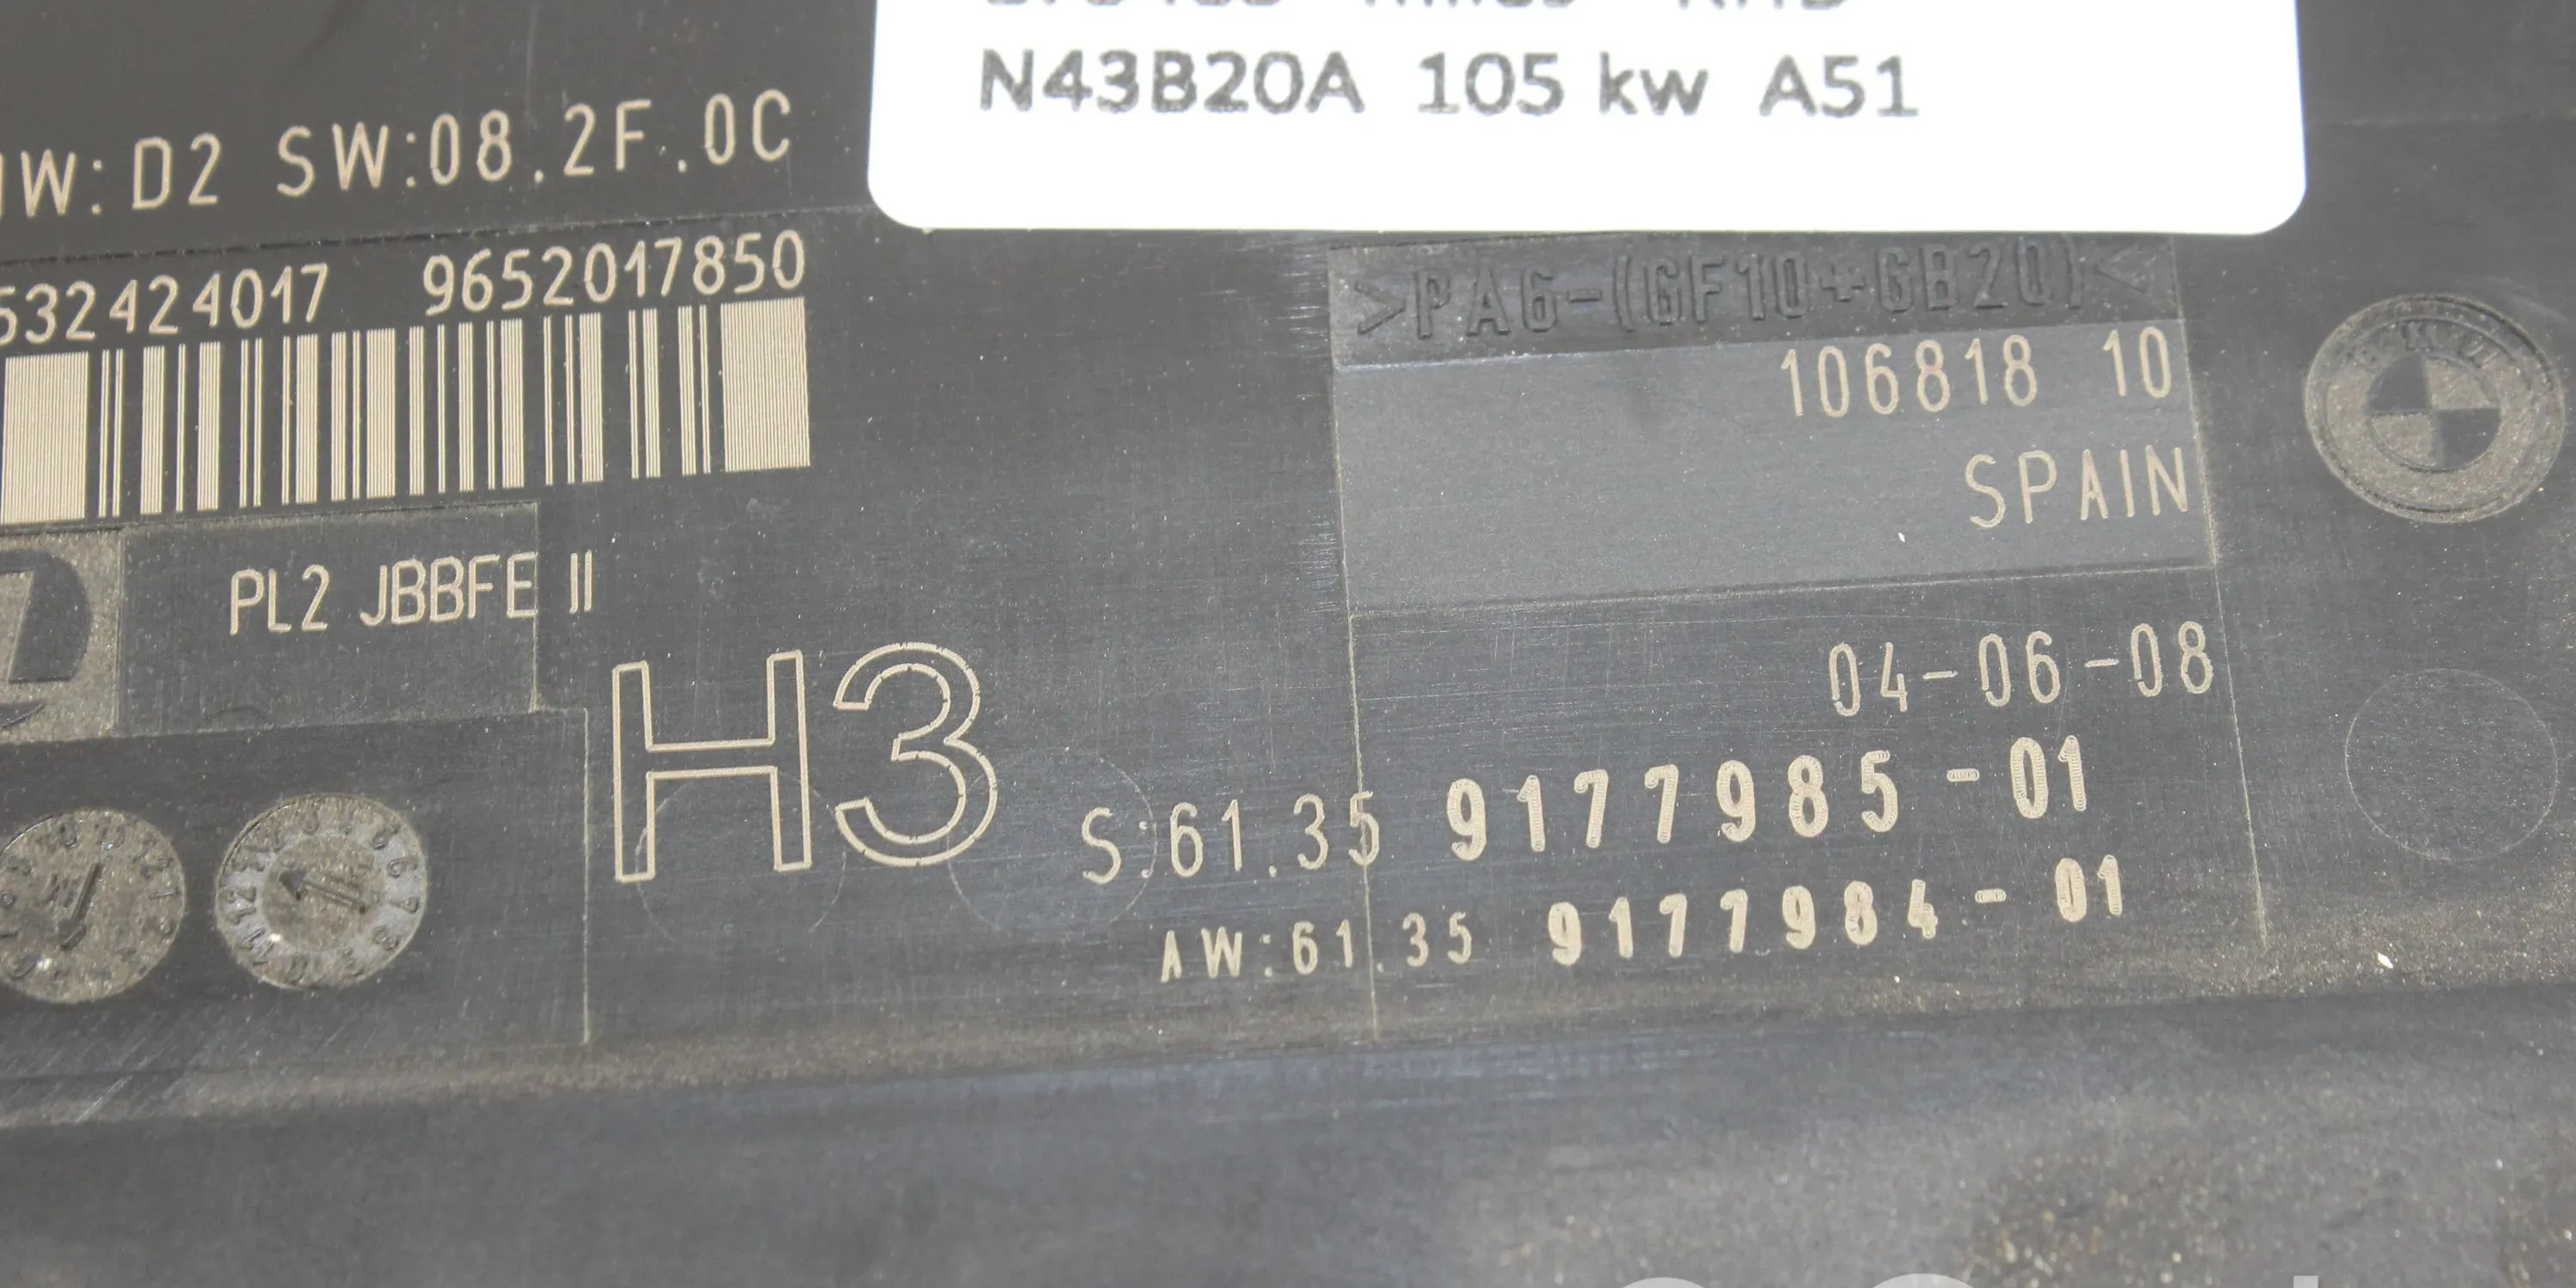 N43B20A 105 kw A51
HW:D2 SW:08.2F.0C
532424017 9652017850
>PA6-(GF10+GB20)<
106818 10
SPAIN
PL2 JBBFE II
H3
04-06-08
S:61.35 9177985-01
AW:61.35 9177984-01